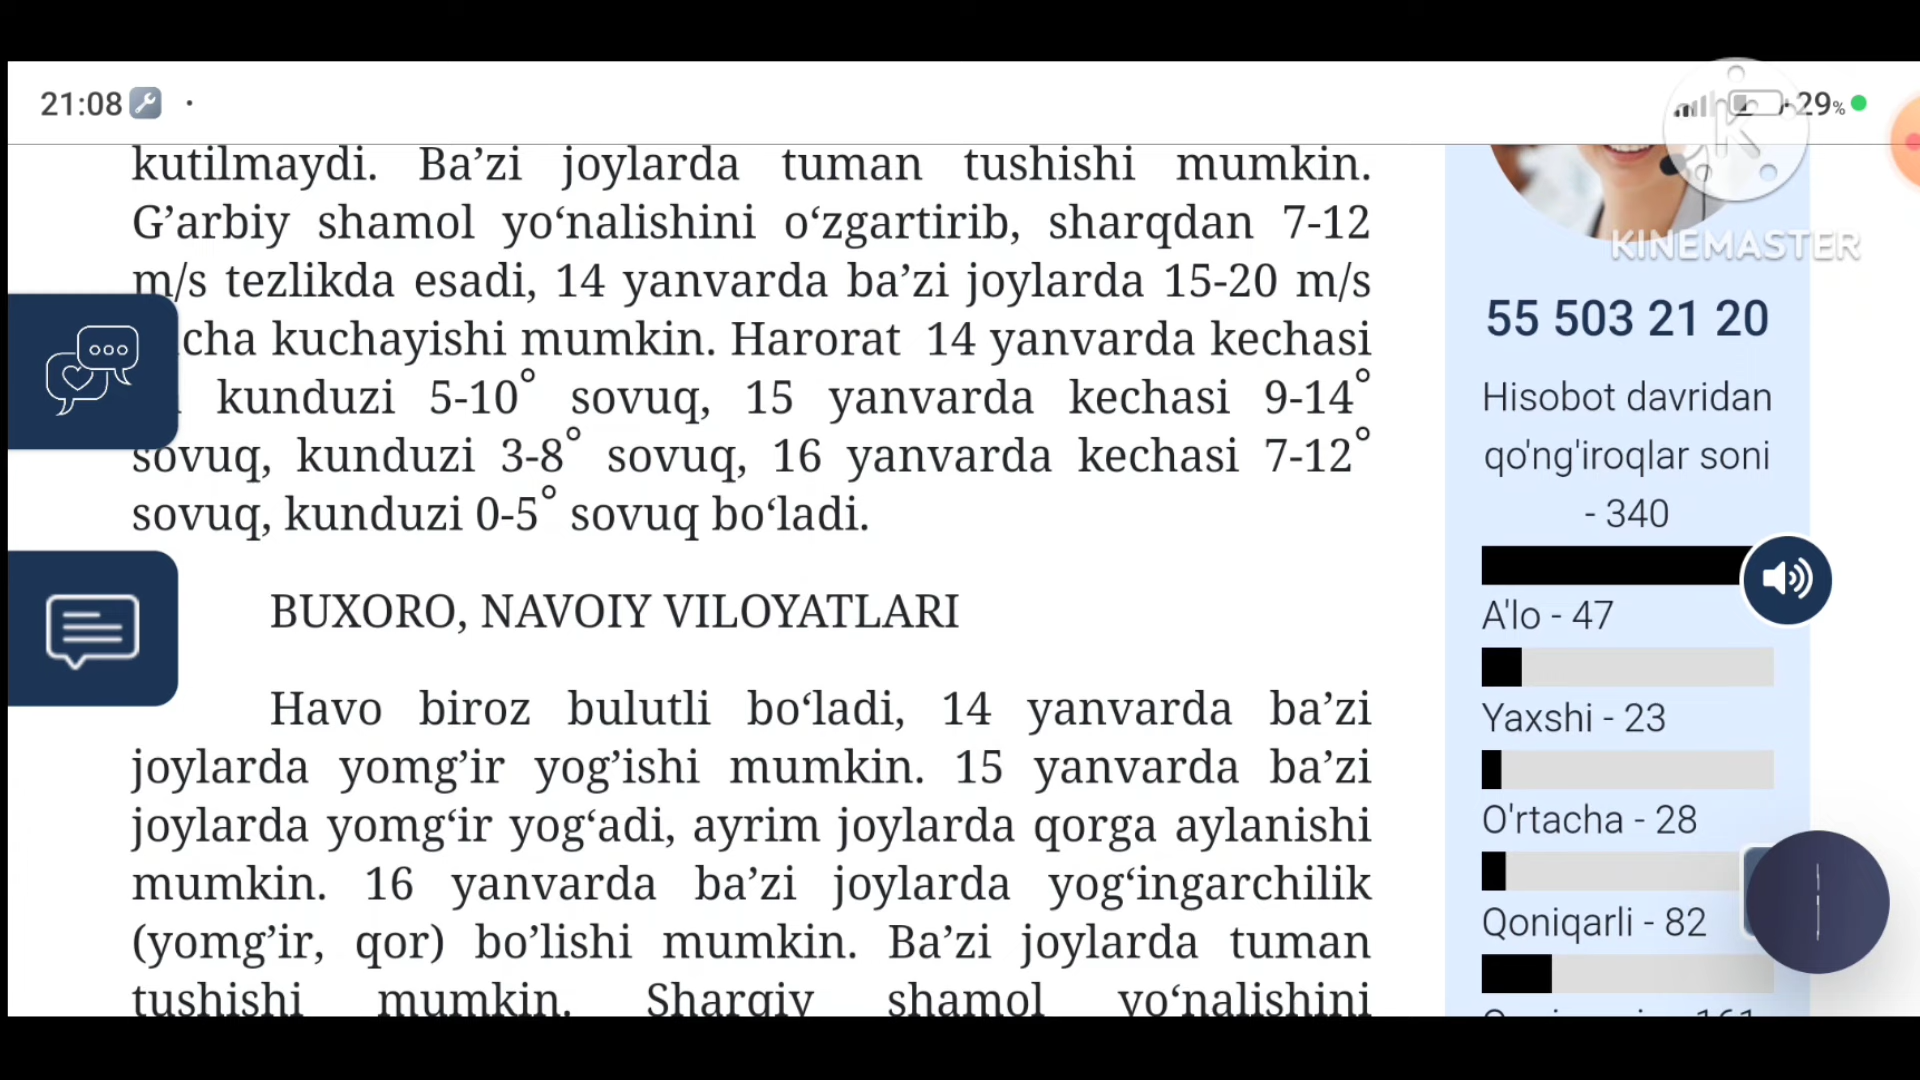 21:08
29%
KINEMASTER
kutilmaydi. Ba’zi joylarda tuman tushishi mumkin.
G’arbiy shamol yo‘nalishini o‘zgartirib, sharqdan 7-12
m/s tezlikda esadi, 14 yanvarda ba’zi joylarda 15-20 m/s
kuchayishi mumkin. Harorat 14 yanvarda kechasi
kunduzi 5-10° sovuq, 15 yanvarda kechasi 9-14°
sovuq, kunduzi 3-8° sovuq, 16 yanvarda kechasi 7-12°
sovuq, kunduzi 0-5° sovuq bo‘ladi.
BUXORO, NAVOIY VILOYATLARI
Havo biroz bulutli bo‘ladi, 14 yanvarda ba’zi
joylarda yomg’ir yog’ishi mumkin. 15 yanvarda ba’zi
joylarda yomg‘ir yog‘adi, ayrim joylarda qorga aylanishi
mumkin. 16 yanvarda ba’zi joylarda yog‘ingarchilik
(yomg’ir, qor) bo’lishi mumkin. Ba’zi joylarda tuman
tushishi mumkin. Sharqiy shamol yo‘nalishini
55 503 21 20
Hisobot davridan
qo'ng'iroqlar soni
- 340
A'lo - 47
Yaxshi - 23
O'rtacha - 28
Qoniqarli - 82